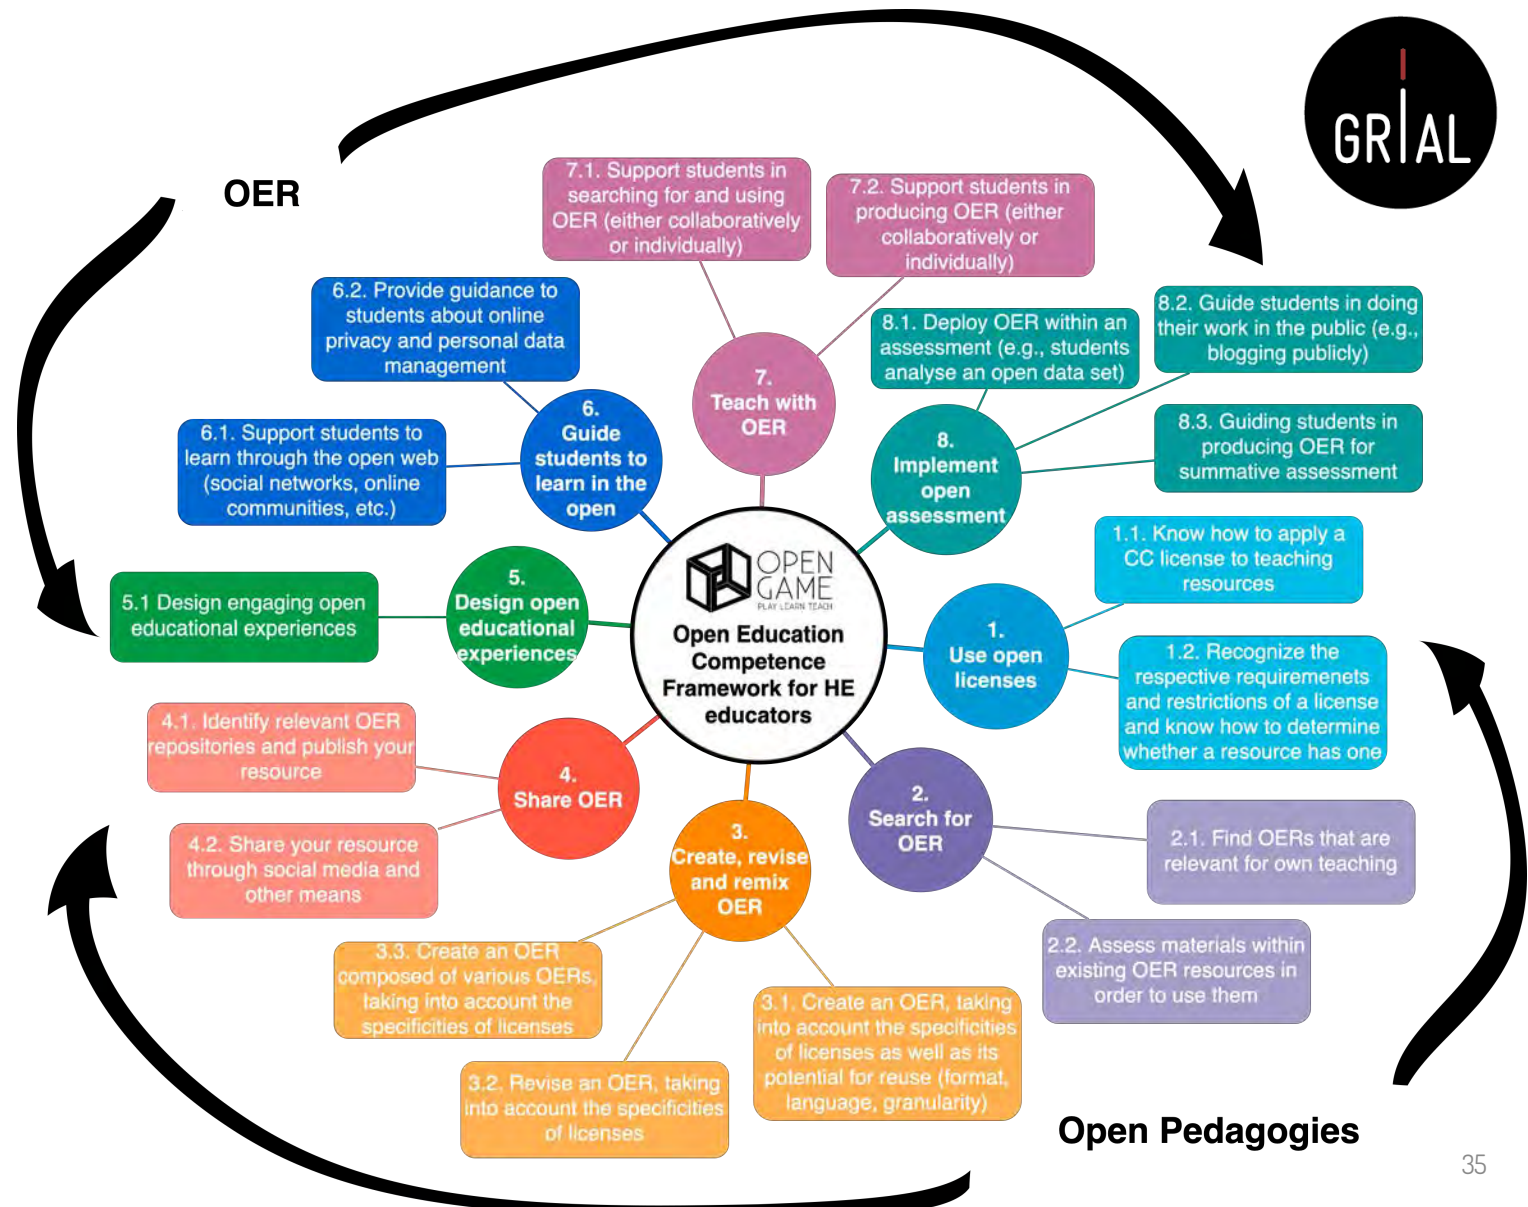 GRIAL
OER
7.1. Support students in
searching for and using
OER (either collaboratively
or individually)
7.2. Support students in
producing OER (either
collaboratively or
individually)
6.2. Provide guidance to
students about online
privacy and personal data
management
8.1. Deploy OER within an
assessment (e.g., students
analyse an open data set)
8.2. Guide students in doing
their work in the public (e.g.,
blogging publicly)
7.
Teach with
OER
6.
Guide
students to
learn in the
open
6.1. Support students to
learn through the open web
(social networks, online
communities, etc.)
8.
Implement
open
assessment
8.3. Guiding students in
producing OER for
summative assessment
1.1. Know how to apply a
CC license to teaching
resources
5.1 Design engaging open
educational experiences
5.
Design open
educational
experiences
OPEN
GAME
PLAY LEARN TEACH
Open Education
Competence
Framework for HE
educators
1.
Use open
licenses
1.2. Recognize the
respective requiremenets
and restrictions of a license
and know how to determine
whether a resource has one
4.1. Identify relevant OER
repositories and publish your
resource
4.
Share OER
4.2. Share your resource
through social media and
other means
3.
Create, revise
and remix
OER
2.
Search for
OER
2.1. Find OERs that are
relevant for own teaching
2.2. Assess materials within
existing OER resources in
order to use them
3.3. Create an OER
composed of various OERs,
taking into account the
specificities of licenses
3.1. Create an OER, taking
into account the specificities
of licenses as well as its
potential for reuse (format,
language, granularity)
3.2. Revise an OER, taking
into account the specificities
of licenses
Open Pedagogies
35